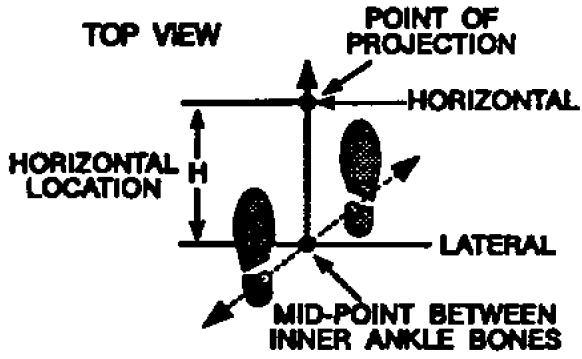 TOP VIEW
POINT OF
PROJECTION
HORIZONTAL
HORIZONTAL
LOCATION
H
LATERAL
MID-POINT BETWEEN
INNER ANKLE BONES